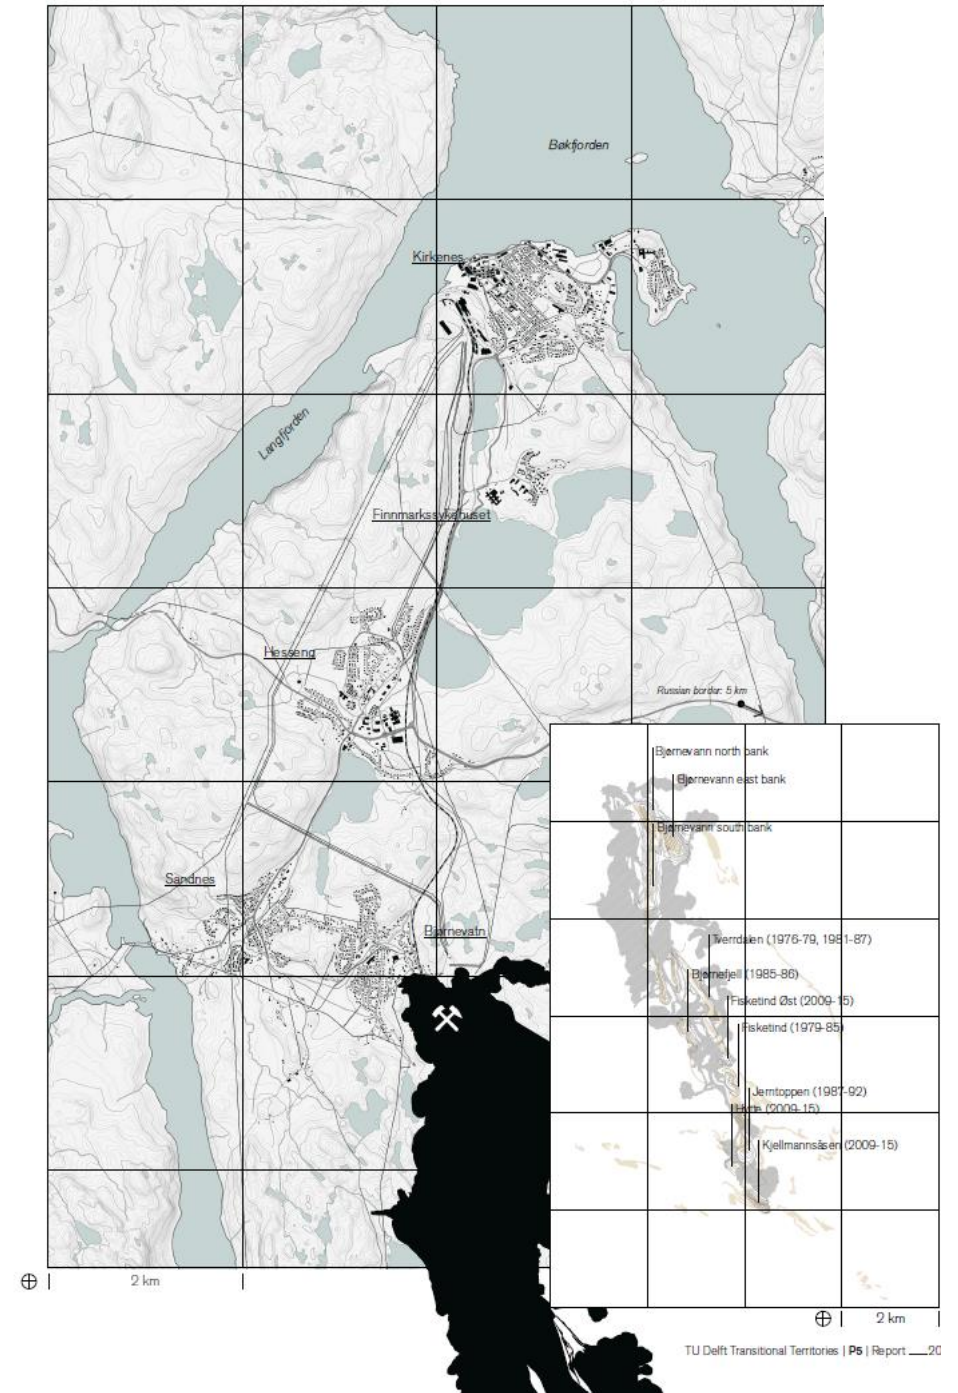 Bøkfjorden
Kirkenes
Langfjorden
Finnmarkssykehuset
Hesseng
Russian border: 5 km
Bjørnevann north bank
Bjørnevann east bank
Bjørnevann south bank
Sandnes
Bjørnevatn
Tverrdalen (1976-79, 1981-87)
Bjørnefjell (1985-86)
Fisketind Øst (2009-15)
Fisketind (1979-85)
Jerntoppen (1987-92)
(2009-15)
Kjellmannsåsen (2009-15)
2 km
2 km
TU Delft Transitional Territories | P5 | Report 20